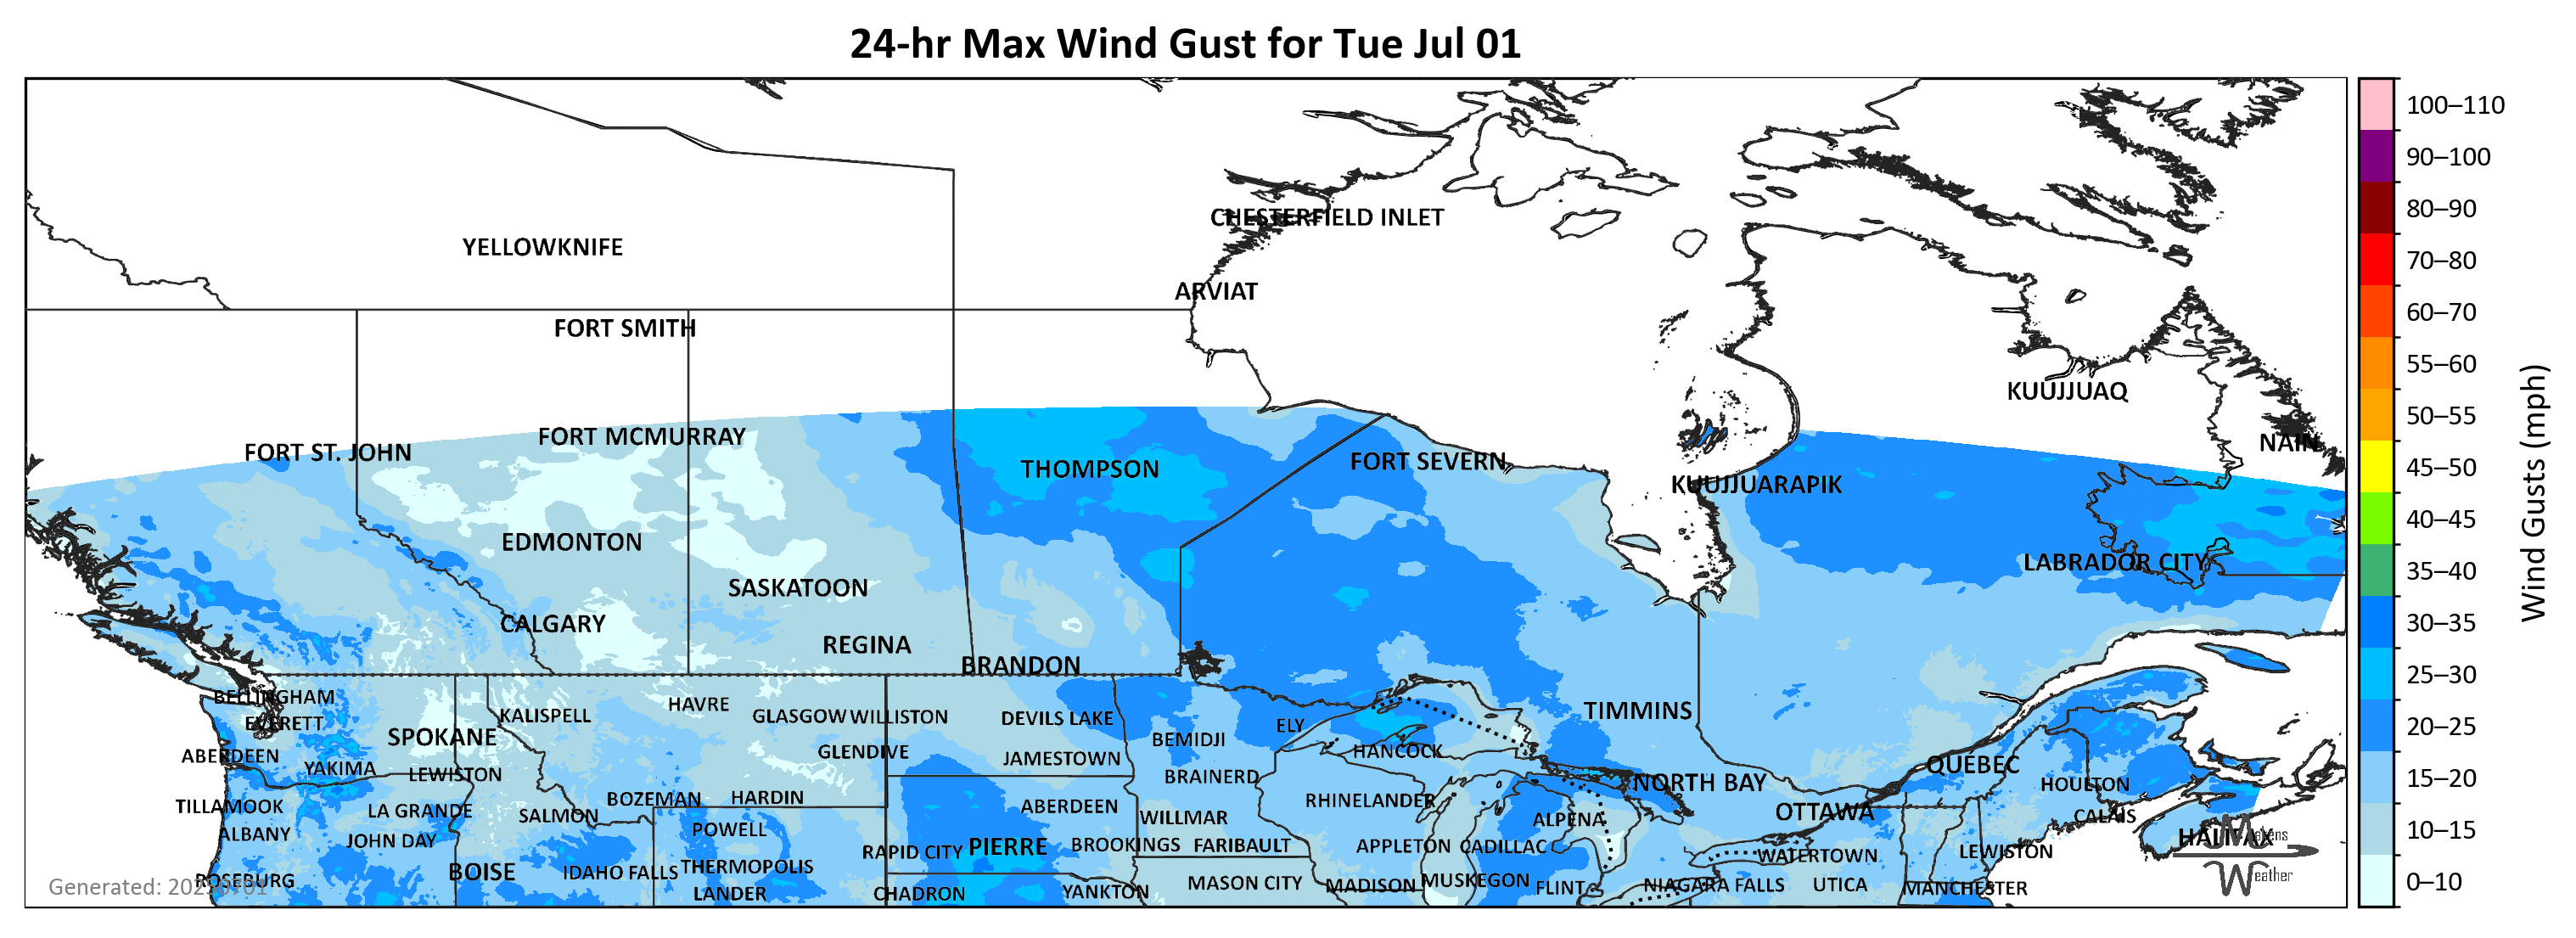 24-hr Max Wind Gust for Tue Jul 01
100–110
90–100
80–90
70–80
60–70
55–60
50–55
45–50
40–45
35–40
30–35
25–30
20–25
15–20
10–15
0–10
Wind Gusts (mph)
CHESTERFIELD INLET
YELLOWKNIFE
ARVIAT
FORT SMITH
KUUJJUAQ
FORT MCMURRAY
NAIN
FORT ST. JOHN
FORT SEVERN
THOMPSON
KUUJJUARAPIK
EDMONTON
LABRADOR CITY
SASKATOON
CALGARY
REGINA
BRANDON
BELLINGHAM
HAVRE
TIMMINS
KALISPELL
GLASGOW WILLISTON
DEVILS LAKE
EVERETT
ELY
SPOKANE
BEMIDJI
GLENDIVE
HANCOCK
ABERDEEN
JAMESTOWN
QUÉBEC
YAKIMA
LEWISTON
BRAINERD
NORTH BAY
HOULTON
BOZEMAN
HARDIN
RHINELANDER
TILLAMOOK
ABERDEEN
LA GRANDE
OTTAWA
SALMON
WILLMAR
CALAIS
ALPENA
POWELL
ALBANY
HALIFAX
Makens
JOHN DAY
BROOKINGS
FARIBAULT
APPLETON
CADILLAC
PIERRE
RAPID CITY
LEWISTON
WATERTOWN
THERMOPOLIS
BOISE
IDAHO FALLS
Weather
ROSEBURG
MUSKEGON
MASON CITY
MADISON
NIAGARA FALLS
UTICA
Generated: 20250701
FLINT
MANCHESTER
YANKTON
LANDER
CHADRON